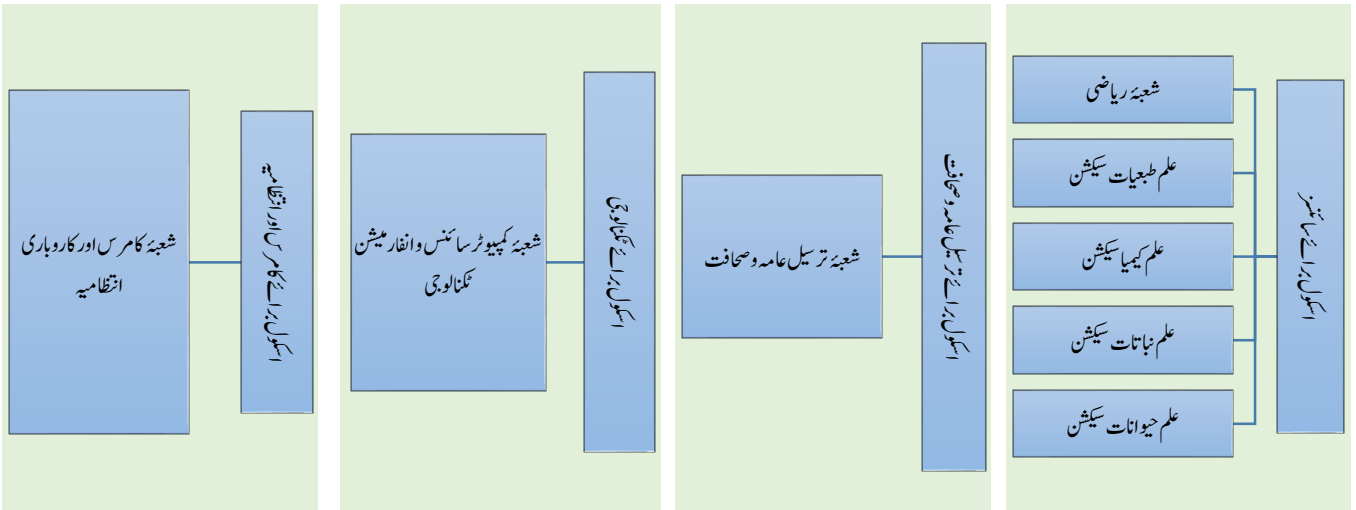 اسکول برائے سائنسز
شعبۂ ریاضی
علم طبعیات سیکشن
علم کیمیا سیکشن
علم نباتات سیکشن
علم حیوانات سیکشن
اسکول برائے ترسیل عامہ و صحافت
شعبۂ ترسیل عامہ و صحافت
اسکول برائے ٹکنالوجی
شعبۂ کمپیوٹر سائنس و انفارمیشن
ٹکنالوجی
اسکول برائے کامرس اور انتظامیہ
شعبۂ کامرس اور کاروباری
انتظامیہ